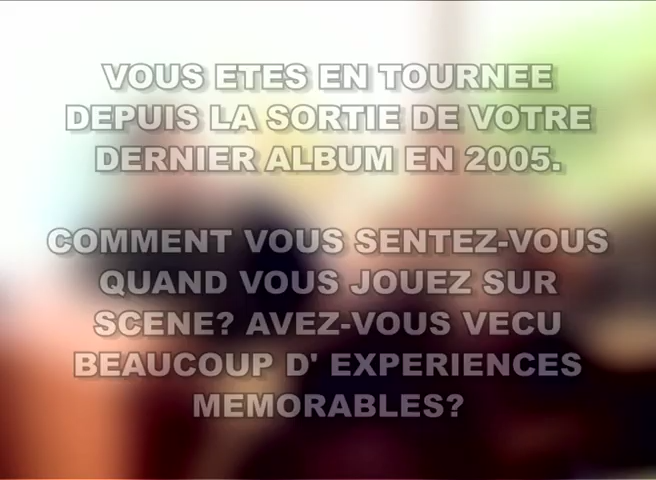 VOUS ETES EN TOURNEE
DEPUIS LA SORTIE DE VOTRE
DERNIER ALBUM EN 2005.
COMMENT VOUS SENTEZ-VOUS
QUAND VOUS JOUEZ SUR
SCENE? AVEZ-VOUS VECU
BEAUCOUP D' EXPERIENCES
MEMORABLES?